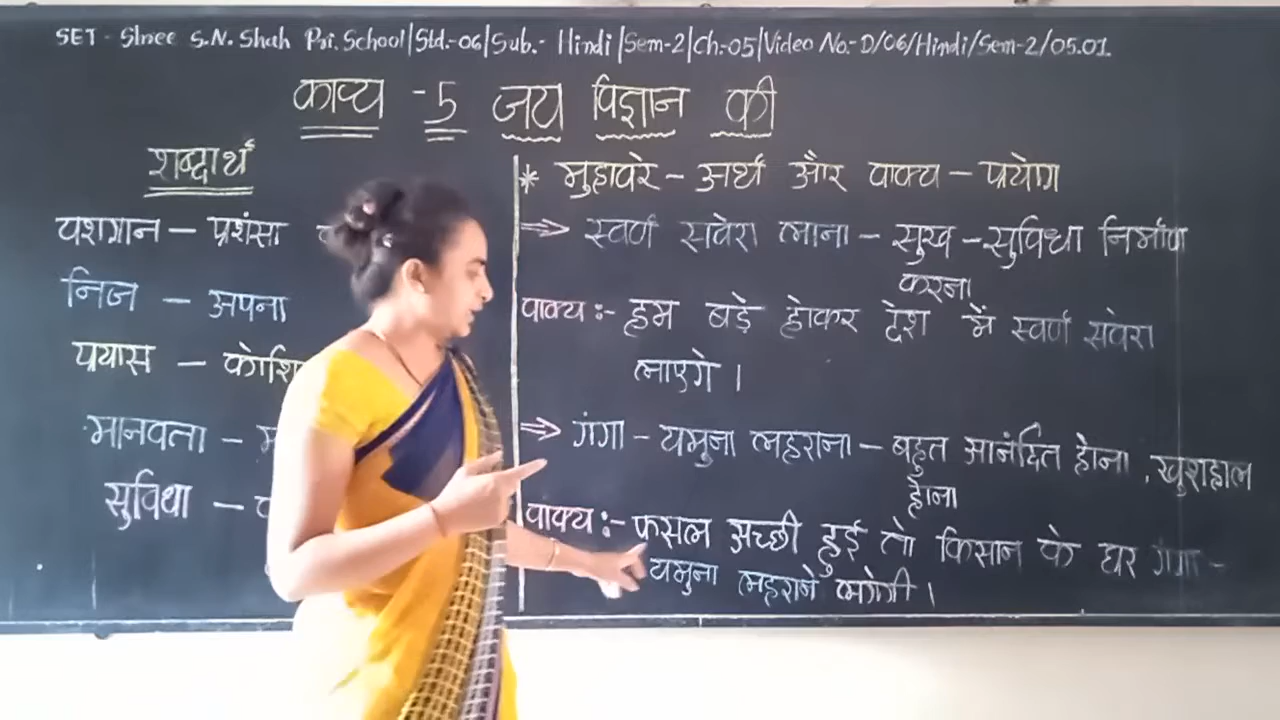 SET - Shree S.N. Shah Pri. School|Std.-06|Sub.- Hindi|Sem-2|Ch.-05|Video No.-D/06/Hindi/Sem-2/05.01.
काव्य -5 जय विज्ञान की
शब्दार्थ
यशगान - प्रशंसा
निज - अपना
प्रयास -
मानवता -
सुविधा -
* मुहावरे - अर्थ और वाक्य - प्रयोग
⇒ स्वर्ण सवेरा लाना - सुख - सुविधा निर्माण
करना
वाक्य :- हम बड़े होकर देश में स्वर्ण सवेरा
लाएगे ।
⇒ गंगा - यमुना लहराना - बहुत आनंदित होना , खुशहाल
होना
वाक्य :- फसल अच्छी हुई तो किसान के घर गंगा -
यमुना लहराने लगेगी ।